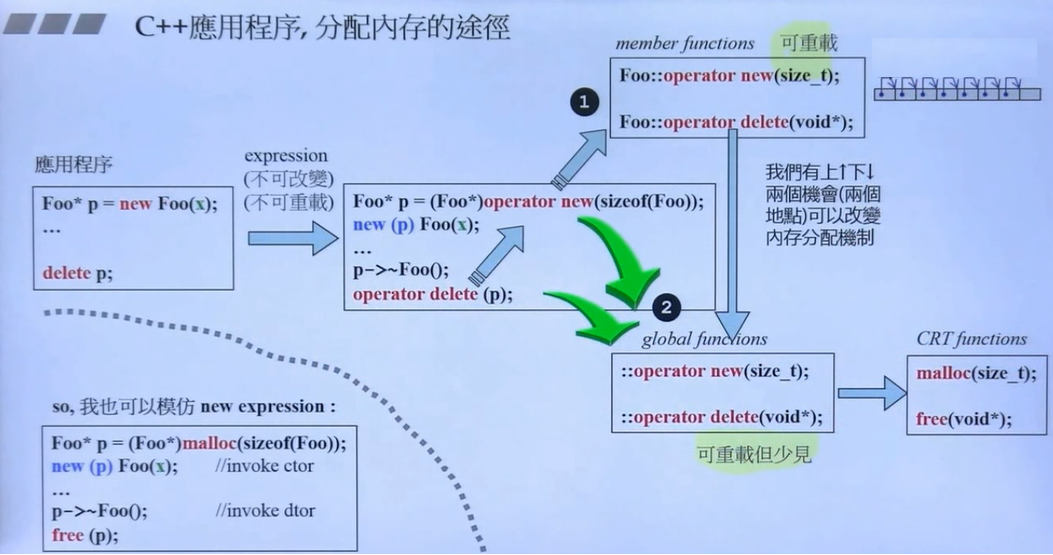 C++應用程序, 分配內存的途徑
member functions 可重載
Foo::operator new(size_t);
Foo::operator delete(void*);
1
應用程序
Foo* p = new Foo(x);
...
delete p;
expression
(不可改變)
(不可重載)
Foo* p = (Foo*)operator new(sizeof(Foo));
new (p) Foo(x);
...
p->~Foo();
operator delete (p);
我們有上↑下↓
兩個機會(兩個
地點)可以改變
內存分配機制
2
global functions
::operator new(size_t);
::operator delete(void*);
可重載但少見
CRT functions
malloc(size_t);
free(void*);
so, 我也可以模仿 new expression :
Foo* p = (Foo*)malloc(sizeof(Foo));
new (p) Foo(x); //invoke ctor
...
p->~Foo(); //invoke dtor
free (p);